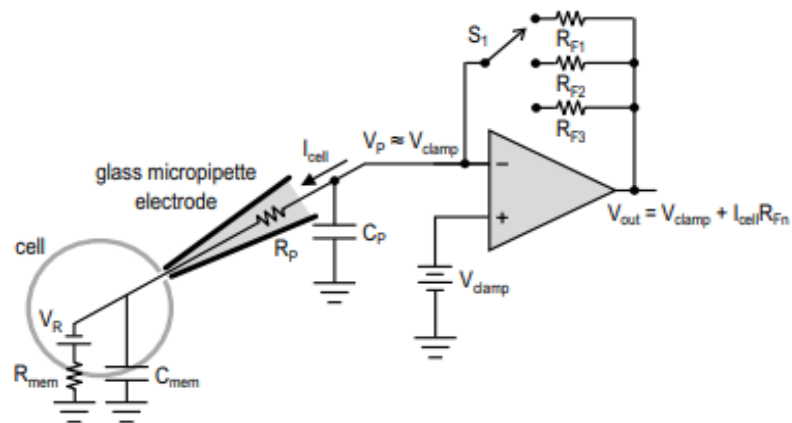 S1
RF1
RF2
RF3
Icell
VP ≈ Vclamp
glass micropipette
electrode
−
+
Vout = Vclamp + IcellRFn
RP
CP
Vclamp
cell
VR
Rmem
Cmem